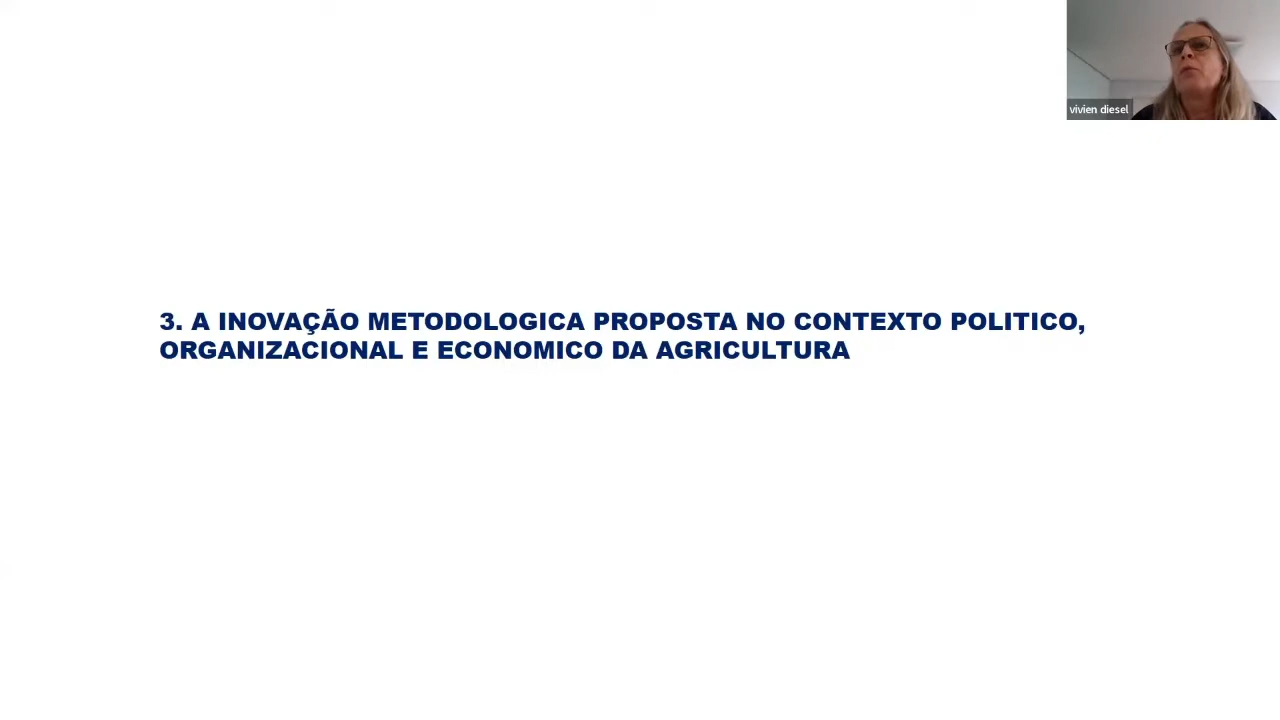 vivien diesel
3. A INOVAÇÃO METODOLOGICA PROPOSTA NO CONTEXTO POLITICO,
ORGANIZACIONAL E ECONOMICO DA AGRICULTURA